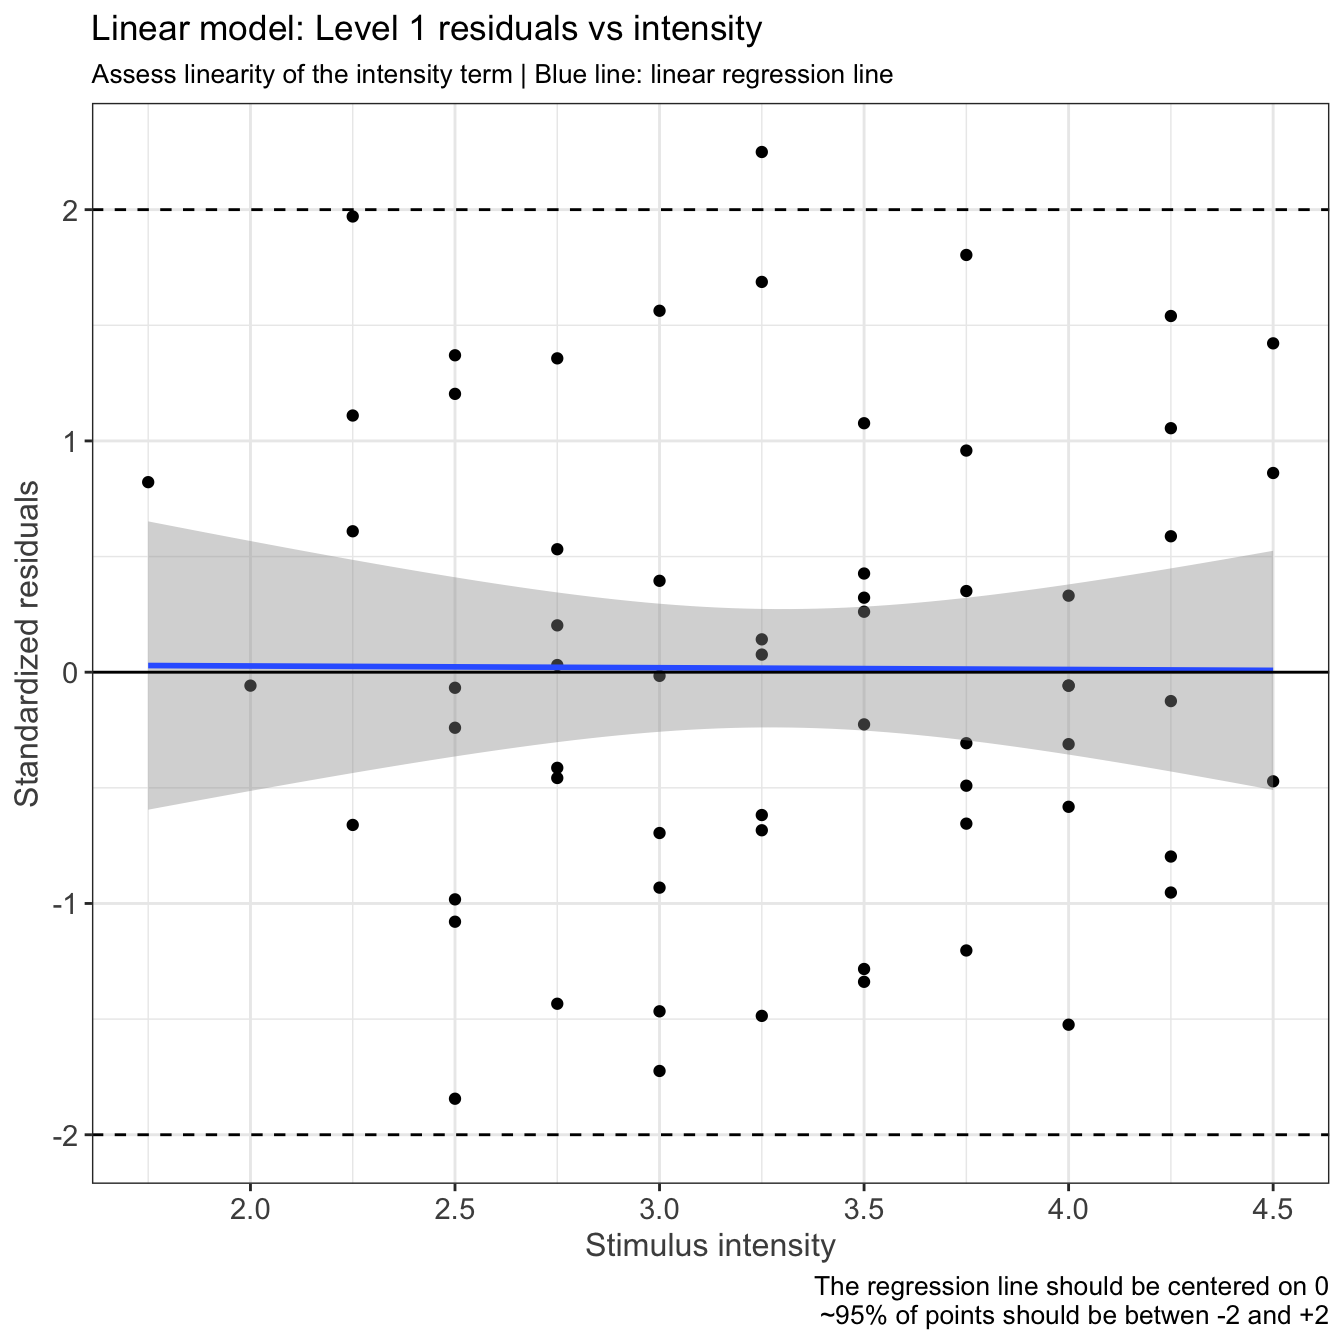 Linear model: Level 1 residuals vs intensity
Assess linearity of the intensity term | Blue line: linear regression line
2
1
0
-1
-2
Standardized residuals
2.0 2.5 3.0 3.5 4.0 4.5
Stimulus intensity
The regression line should be centered on 0
~95% of points should be betwen -2 and +2